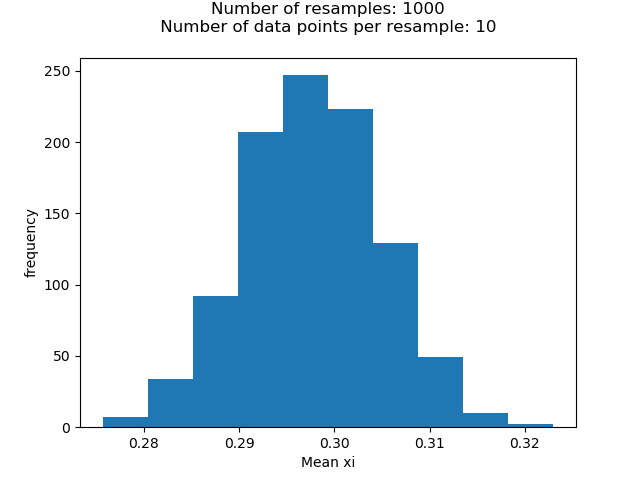 Number of resamples: 1000
Number of data points per resample: 10
250
200
150
100
50
0
frequency
0.28 0.29 0.30 0.31 0.32
Mean xi